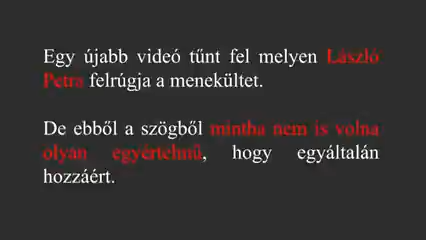 Egy újabb videó tűnt fel melyen László
Petra felrúgja a menekültet.
De ebből a szögből mintha nem is volna
olyan egyértelmű, hogy egyáltalán
hozzáért.